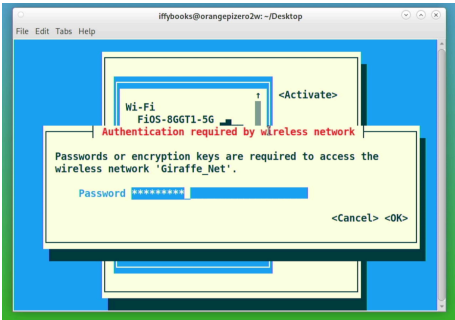 iffybooks@orangepizero2w: ~/Desktop
File Edit Tabs Help
<Activate>
Wi-Fi
FiOS-8GGT1-5G
Authentication required by wireless network
Passwords or encryption keys are required to access the
wireless network 'Giraffe_Net'.
Password *********_
<Cancel> <OK>